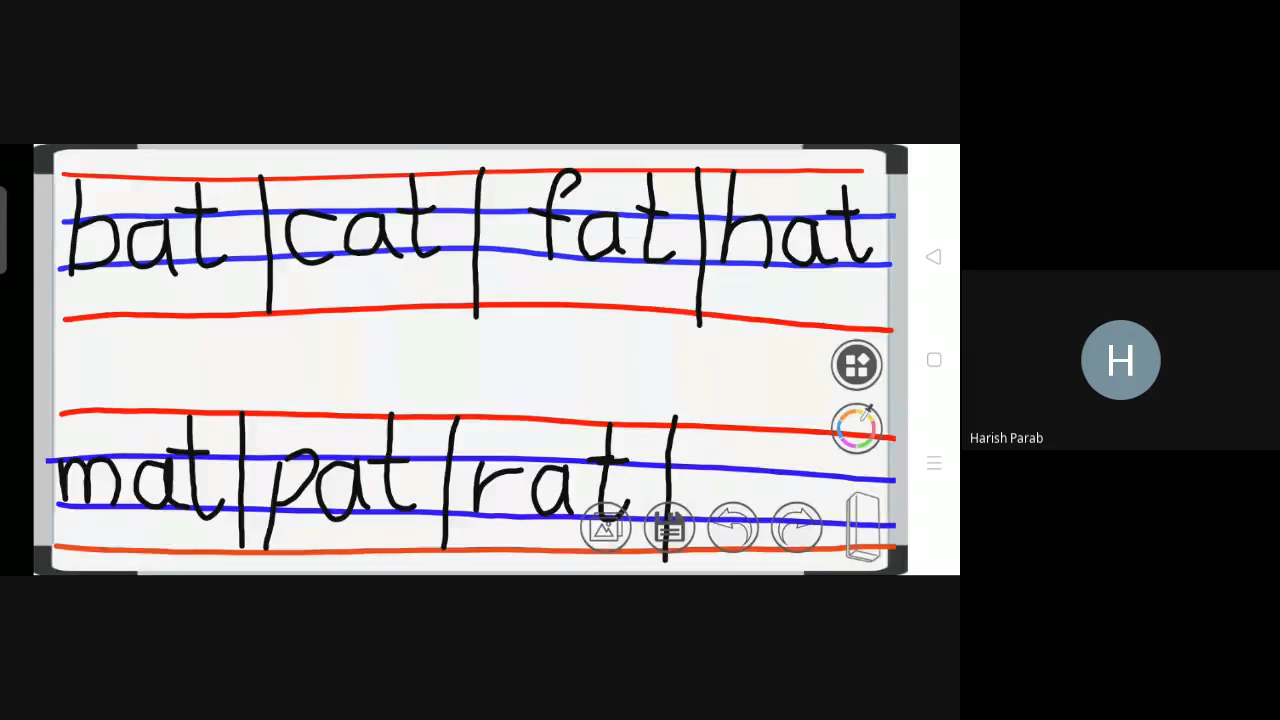 bat | cat | fat | hat
mat | pat | rat |
H
Harish Parab